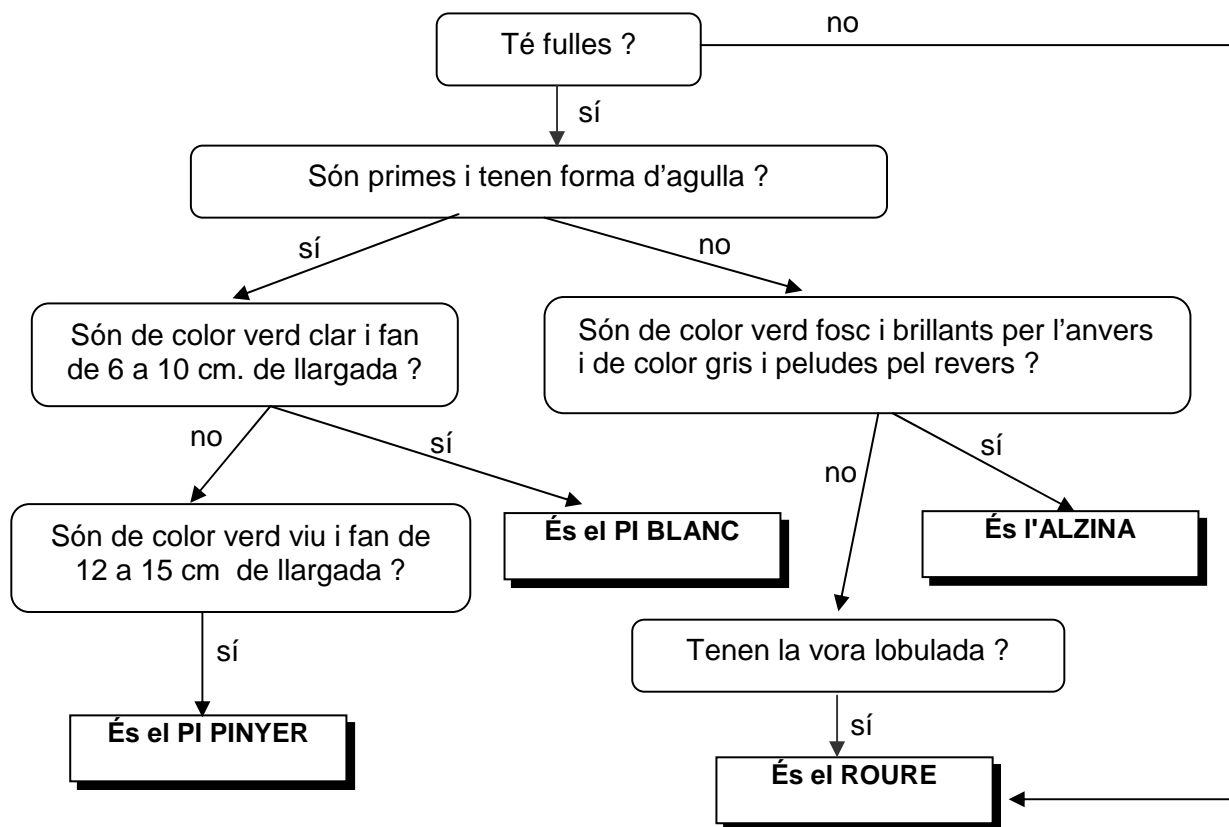 Té fulles ?
no
sí
Són primes i tenen forma d’agulla ?
sí
no
Són de color verd clar i fan
de 6 a 10 cm. de llargada ?
Són de color verd fosc i brillants per l’anvers
i de color gris i peludes pel revers ?
no
sí
no
sí
Són de color verd viu i fan de
12 a 15 cm  de llargada ?
És el PI BLANC
És l'ALZINA
sí
Tenen la vora lobulada ?
És el PI PINYER
sí
És el ROURE